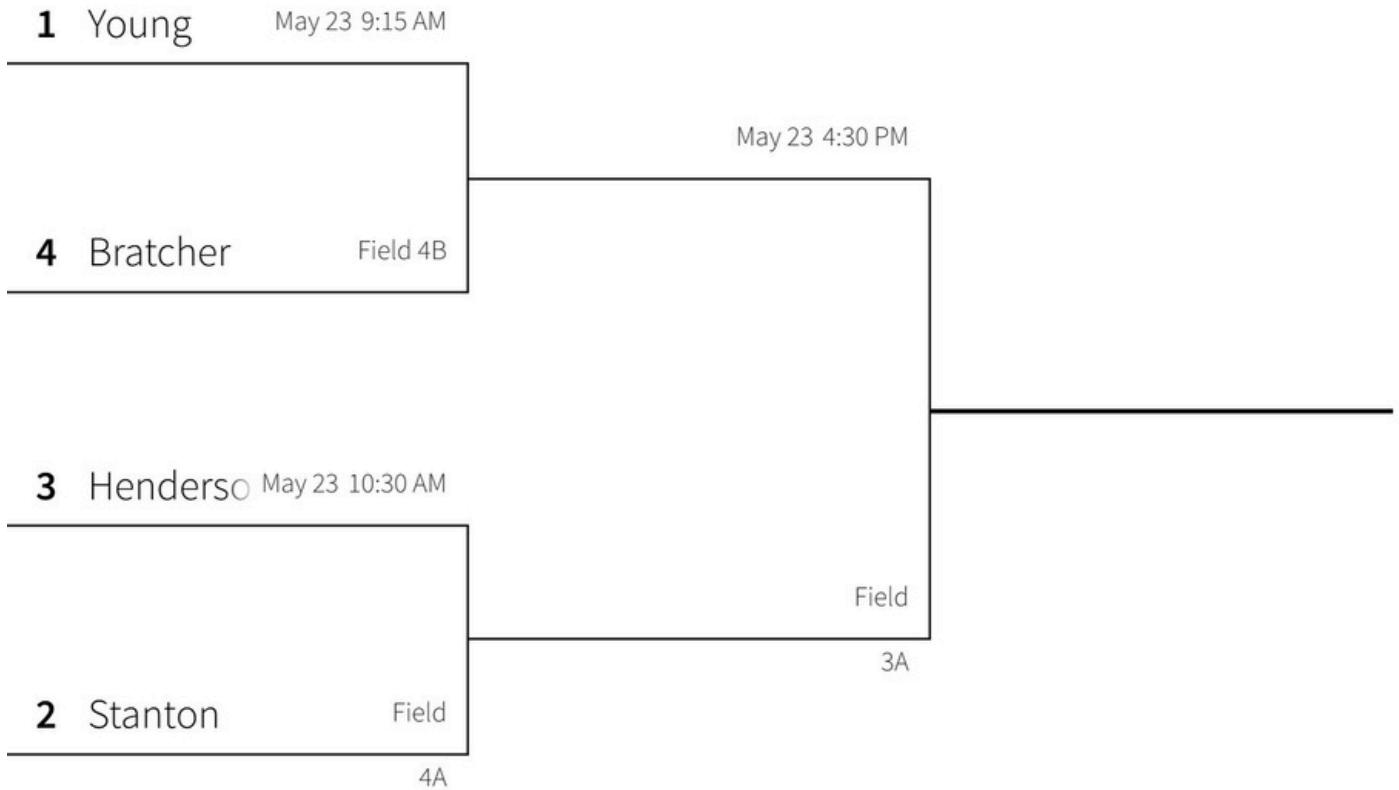 1 Young May 23 9:15 AM
May 23 4:30 PM
4 Bratcher Field 4B
3 Henderso May 23 10:30 AM
Field
3A
2 Stanton Field
4A